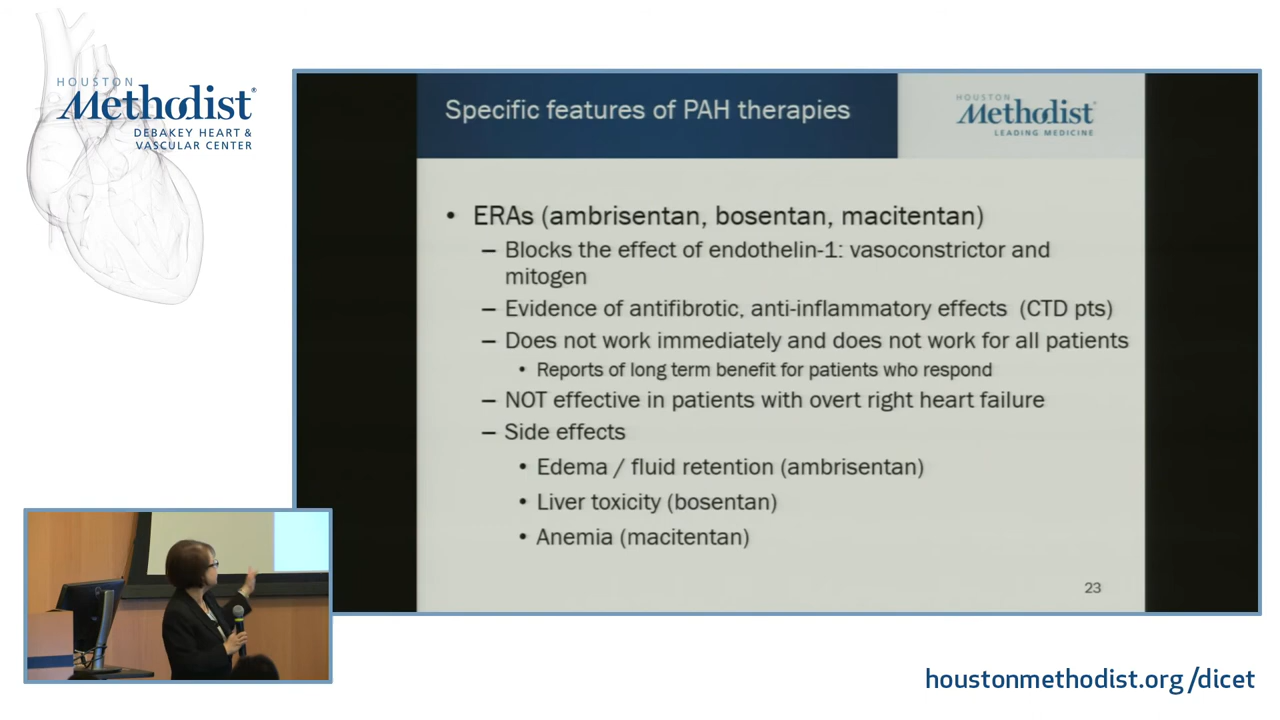 HOUSTON
Methodist®
DEBAKEY HEART &
VASCULAR CENTER
Specific features of PAH therapies
HOUSTON
Methodist®
LEADING MEDICINE
• ERAs (ambrisentan, bosentan, macitentan)
– Blocks the effect of endothelin-1: vasoconstrictor and
mitogen
– Evidence of antifibrotic, anti-inflammatory effects (CTD pts)
– Does not work immediately and does not work for all patients
• Reports of long term benefit for patients who respond
– NOT effective in patients with overt right heart failure
– Side effects
• Edema / fluid retention (ambrisentan)
• Liver toxicity (bosentan)
• Anemia (macitentan)
23
houstonmethodist.org/dicet